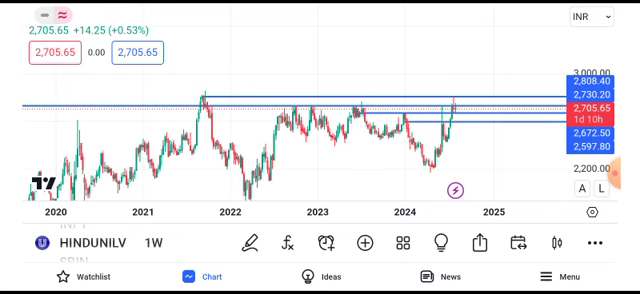 INR
2,705.65 +14.25 (+0.53%)
2,705.65 0.00 2,705.65
3,000.00
2,808.40
2,730.20
2,705.65
1d 10h
2,672.50
2,597.80
2,200.00
A L
2020 2021 2022 2023 2024 2025
HINDUNILV 1W
Watchlist Chart Ideas News Menu